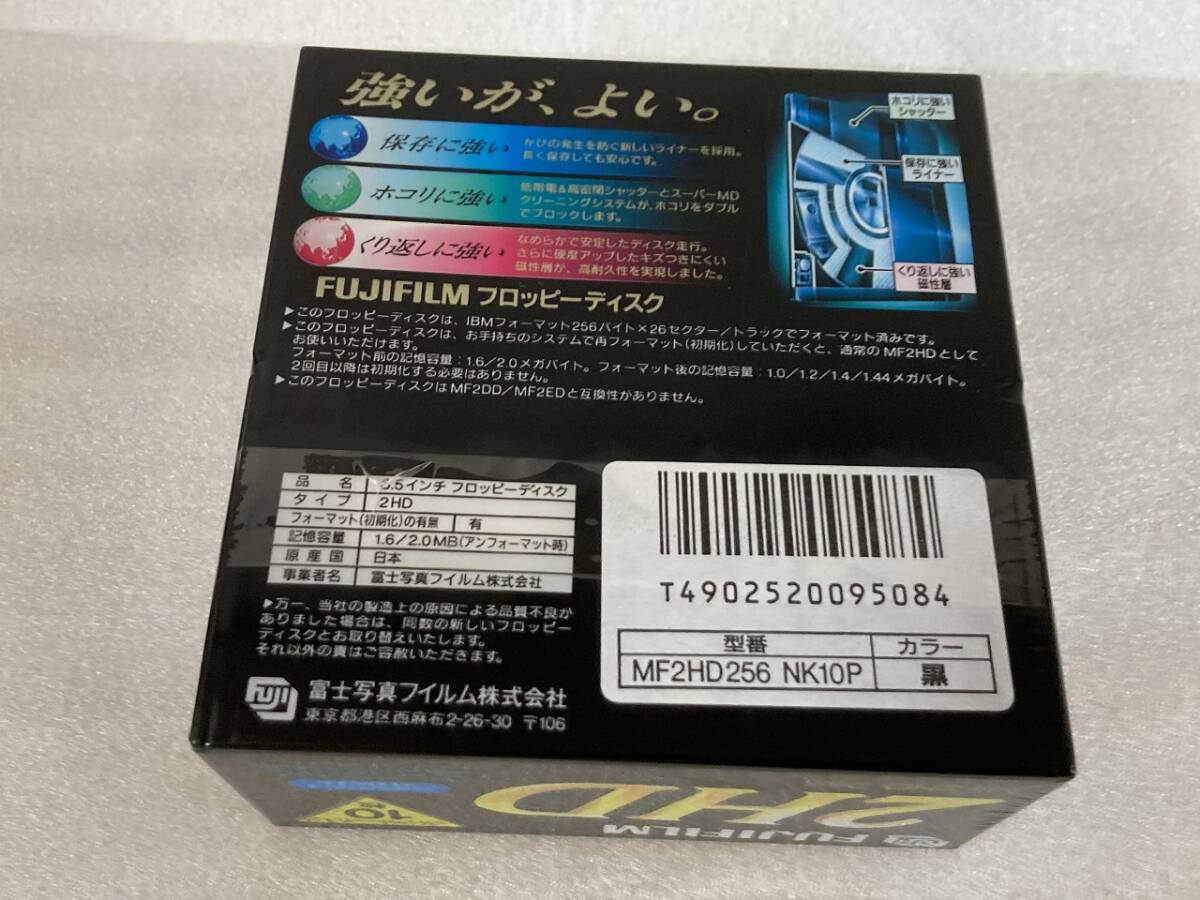 強いが、よい。
保存に強い
かびの発生を防ぐ新しいライナーを採用。
長く保存しても安心です。
ホコリに強い
低帯電&高密閉シャッターとスーパーMD
クリーニングシステムが、ホコリをダブル
でブロックします。
くり返しに強い
なめらかで安定したディスク走行。
さらに硬度アップしたキズつきにくい
磁性層が、高耐久性を実現しました。
ホコリに強い
シャッター
保存に強い
ライナー
くり返しに強い
磁性層
FUJIFILM フロッピーディスク
▶このフロッピーディスクは、IBMフォーマット256バイト×26セクター/トラックでフォーマット済みです。
▶このフロッピーディスクは、お手持ちのシステムで再フォーマット(初期化)していただくと、通常のMF2HDとして
お使いいただけます。
フォーマット前の記憶容量:1.6/2.0メガバイト。フォーマット後の記憶容量:1.0/1.2/1.4/1.44メガバイト。
2回目以降は初期化する必要はありません。
▶このフロッピーディスクはMF2DD/MF2EDと互換性がありません。
品名 3.5インチ フロッピーディスク
タイプ 2HD
フォーマット(初期化)の有無 有
記憶容量 1.6/2.0MB(アンフォーマット時)
原産国 日本
事業者名 富士写真フイルム株式会社
▶万一、当社の製造上の原因による品質不良が
ありました場合は、同数の新しいフロッピー
ディスクとお取り替えいたします。
それ以外の責はご容赦いただきます。
FUJI 富士写真フイルム株式会社
東京都港区西麻布2-26-30 〒106
T4902520095084
型番 カラー
MF2HD256 NK10P 黒
2HD
10枚
FUJIFILM